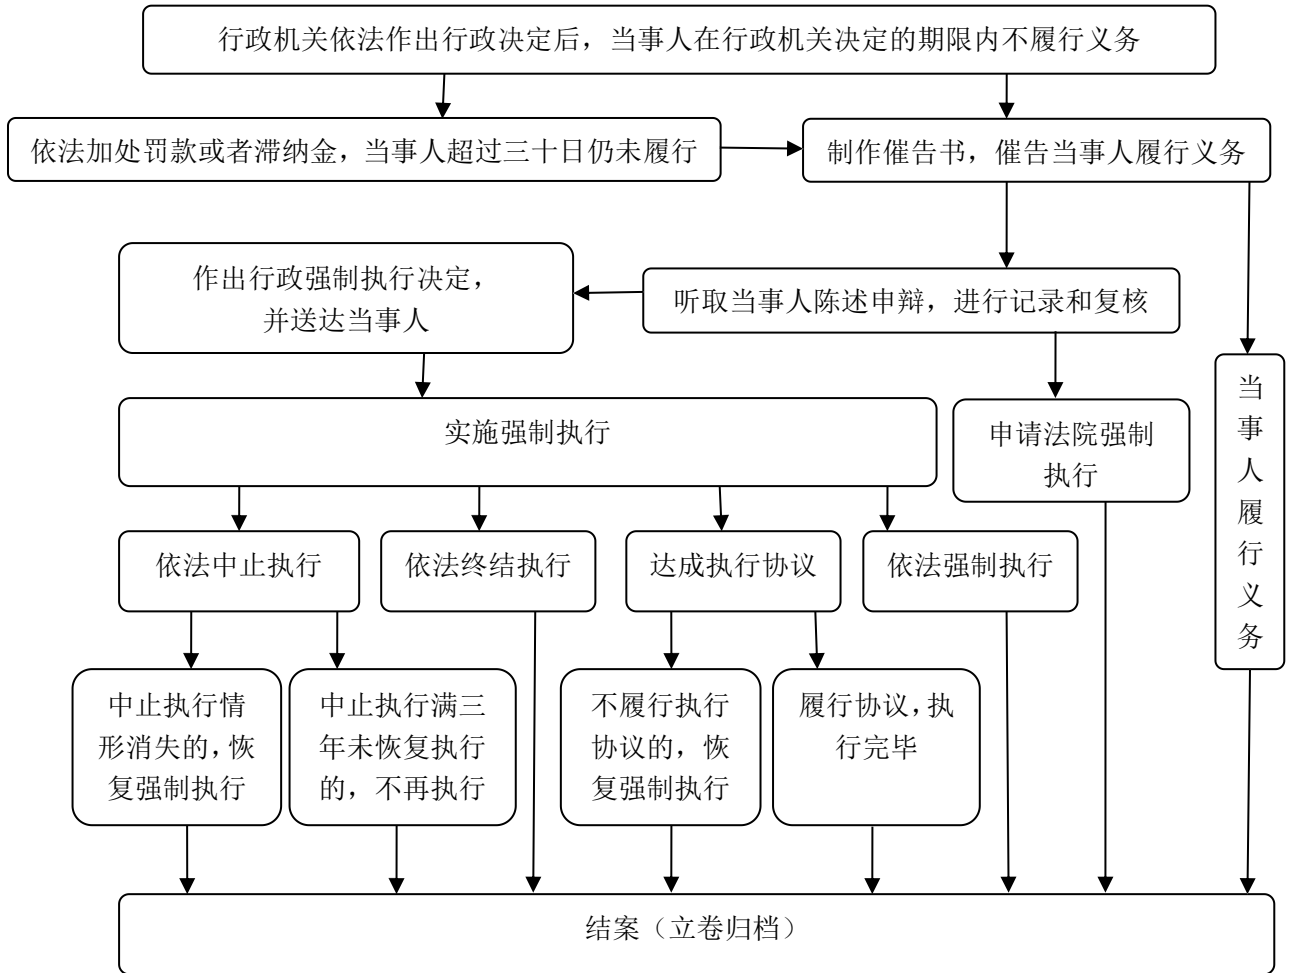 行政机关依法作出行政决定后，当事人在行政机关决定的期限内不履行义务
依法加处罚款或者滞纳金，当事人超过三十日仍未履行
制作催告书，催告当事人履行义务
作出行政强制执行决定，
并送达当事人
听取当事人陈述申辩，进行记录和复核
当事人履行义务
实施强制执行
申请法院强制
执行
依法中止执行
依法终结执行
达成执行协议
依法强制执行
中止执行情
形消失的，恢
复强制执行
中止执行满三
年未恢复执行
的，不再执行
不履行执行
协议的，恢
复强制执行
履行协议，执
行完毕
结案（立卷归档）